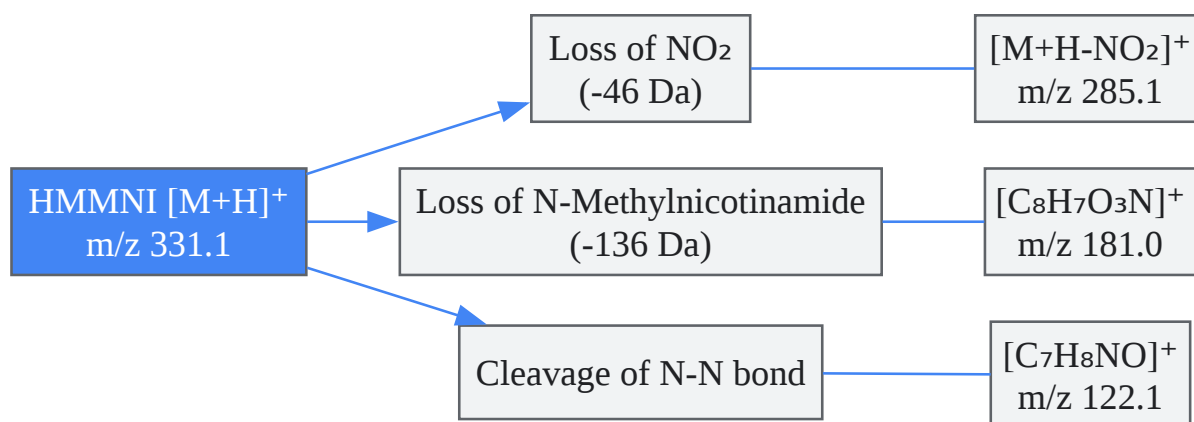 Loss of NO₂
(-46 Da)
[M+H-NO₂]⁺
m/z 285.1
HMMNI [M+H]⁺
m/z 331.1
Loss of N-Methylnicotinamide
(-136 Da)
[C₈H₇O₃N]⁺
m/z 181.0
Cleavage of N-N bond
[C₇H₈NO]⁺
m/z 122.1